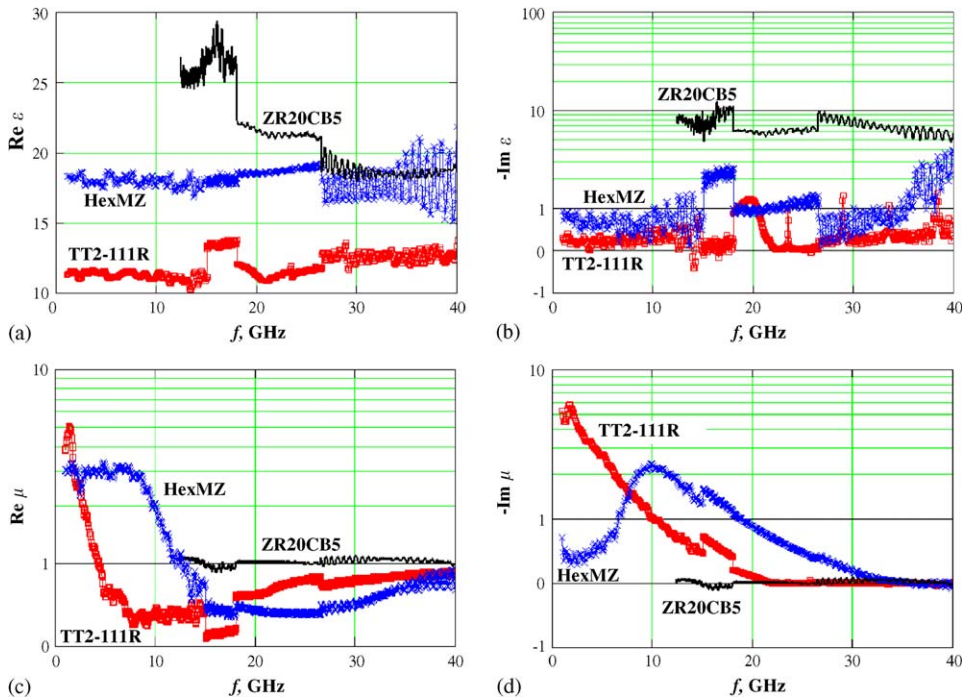 30
25
20
15
10
Re ε
ZR20CB5
HexMZ
TT2-111R
0 10 20 30 40
(a)
f, GHz
100
10
1
0
-1
-Im ε
ZR20CB5
HexMZ
TT2-111R
0 10 20 30 40
(b)
f, GHz
10
1
0
Re μ
HexMZ
ZR20CB5
TT2-111R
0 10 20 30 40
(c)
f, GHz
10
1
0
-1
-Im μ
TT2-111R
HexMZ
ZR20CB5
0 10 20 30 40
(d)
f, GHz